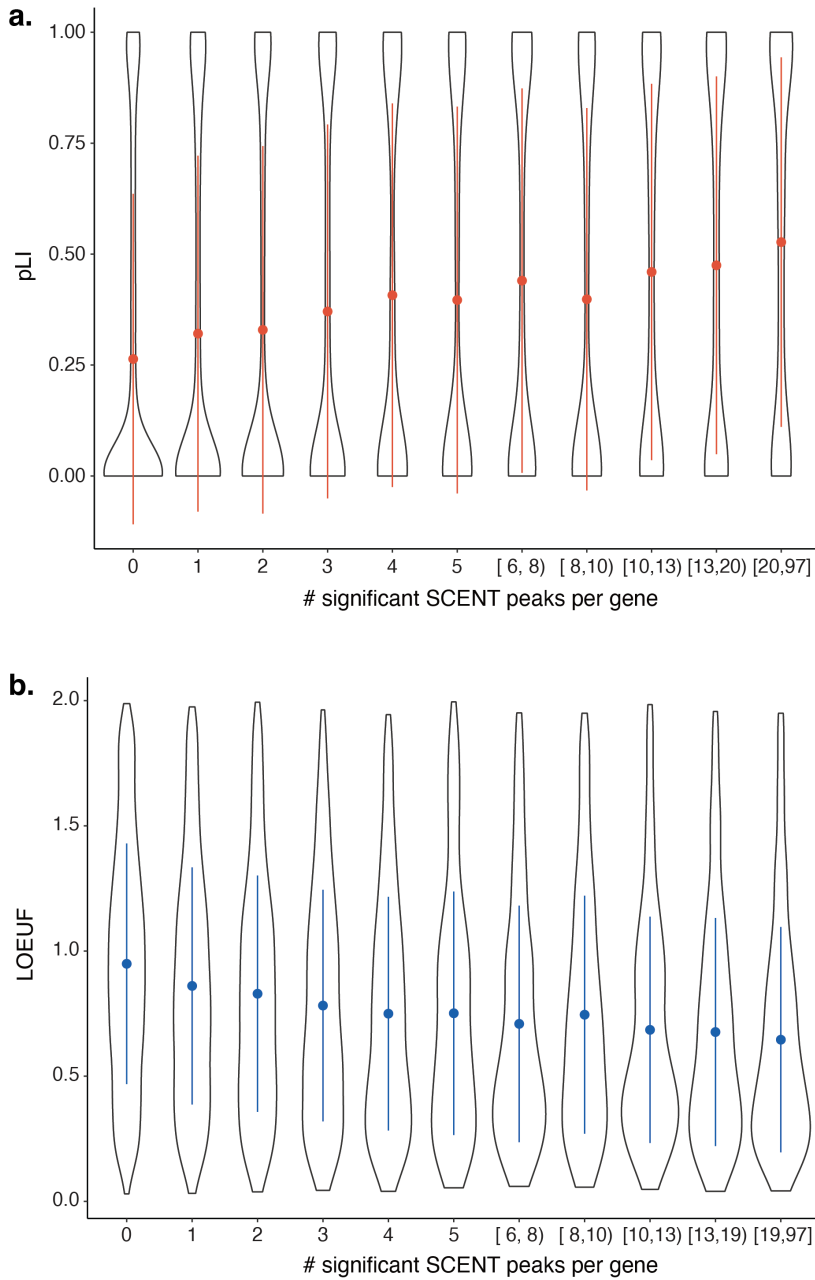 a.
1.00
0.75
0.50
0.25
0.00
pLI
0 1 2 3 4 5 [ 6, 8) [ 8,10) [10,13) [13,20) [20,97]
# significant SCENT peaks per gene
b.
2.0
1.5
1.0
0.5
0.0
LOEUF
0 1 2 3 4 5 [ 6, 8) [ 8,10) [10,13) [13,19) [19,97]
# significant SCENT peaks per gene